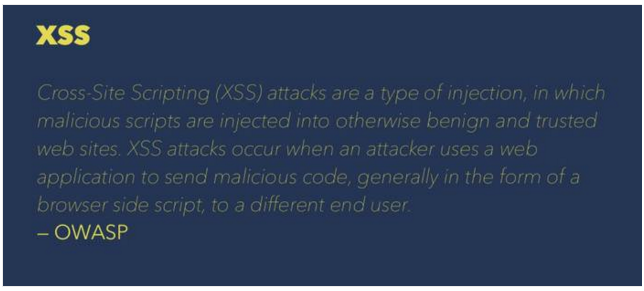 XSS
Cross-Site Scripting (XSS) attacks are a type of injection, in which
malicious scripts are injected into otherwise benign and trusted
web sites. XSS attacks occur when an attacker uses a web
application to send malicious code, generally in the form of a
browser side script, to a different end user.
— OWASP